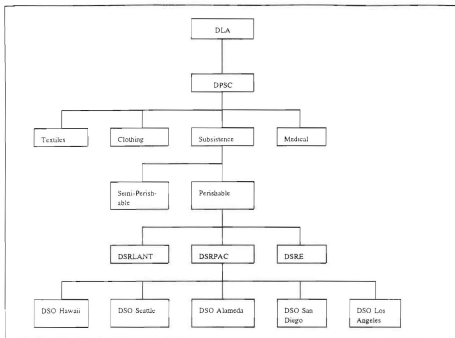 DLA
DPSC
Textiles
Clothing
Subsistence
Medical
Semi-Perish-
able
Perishable
DSRLANT
DSRPAC
DSRE
DSO Hawaii
DSO Seattle
DSO Alameda
DSO San
Diego
DSO Los
Angeles